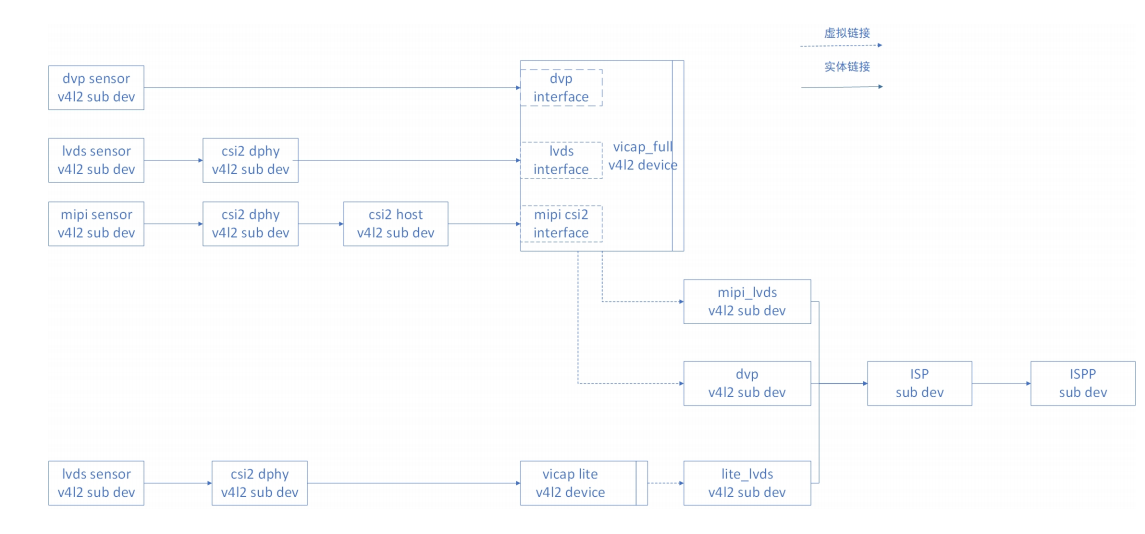 虚拟链接
实体链接
dvp sensor
v4l2 sub dev
dvp
interface
lvds sensor
v4l2 sub dev
csi2 dphy
v4l2 sub dev
lvds
interface
vicap_full
v4l2 device
mipi sensor
v4l2 sub dev
csi2 dphy
v4l2 sub dev
csi2 host
v4l2 sub dev
mipi csi2
interface
mipi_lvds
v4l2 sub dev
dvp
v4l2 sub dev
ISP
sub dev
ISPP
sub dev
lvds sensor
v4l2 sub dev
csi2 dphy
v4l2 sub dev
vicap lite
v4l2 device
lite_lvds
v4l2 sub dev